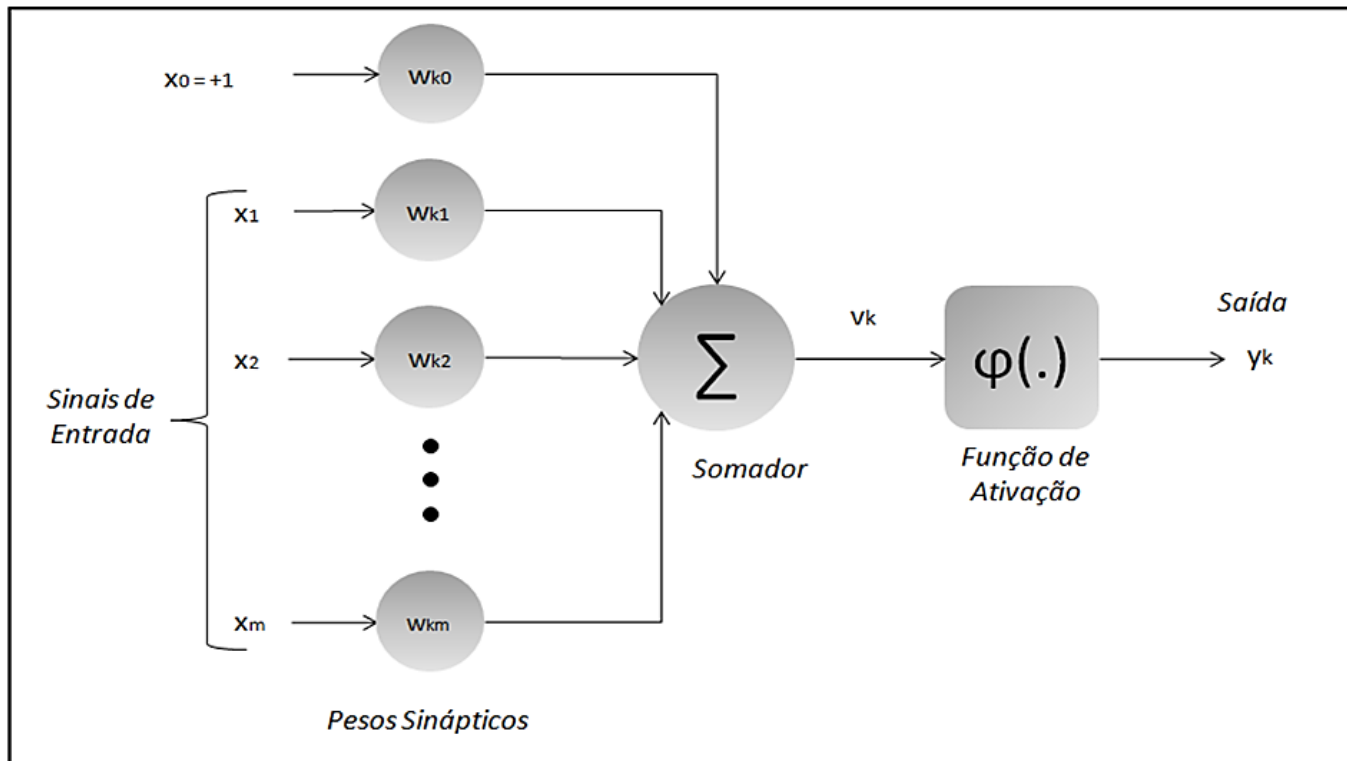 x0 = +1
wk0
x1
wk1
x2
wk2
Sinais de
Entrada
xm
wkm
Pesos Sinápticos
∑
Somador
vk
φ(.)
Função de
Ativação
Saída
yk